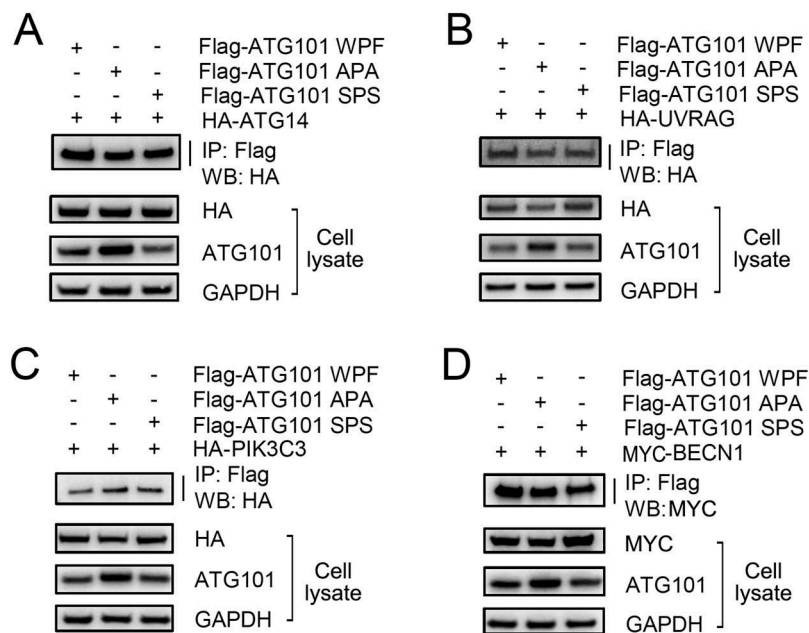 A
+ - - Flag-ATG101 WPF
- + - Flag-ATG101 APA
- - + Flag-ATG101 SPS
+ + + HA-ATG14
IP: Flag
WB: HA
HA
ATG101
GAPDH
Cell
lysate
B
+ - - Flag-ATG101 WPF
- + - Flag-ATG101 APA
- - + Flag-ATG101 SPS
+ + + HA-UVRAG
IP: Flag
WB: HA
HA
ATG101
GAPDH
Cell
lysate
C
+ - - Flag-ATG101 WPF
- + - Flag-ATG101 APA
- - + Flag-ATG101 SPS
+ + + HA-PIK3C3
IP: Flag
WB: HA
HA
ATG101
GAPDH
Cell
lysate
D
+ - - Flag-ATG101 WPF
- + - Flag-ATG101 APA
- - + Flag-ATG101 SPS
+ + + MYC-BECN1
IP: Flag
WB:MYC
MYC
ATG101
GAPDH
Cell
lysate